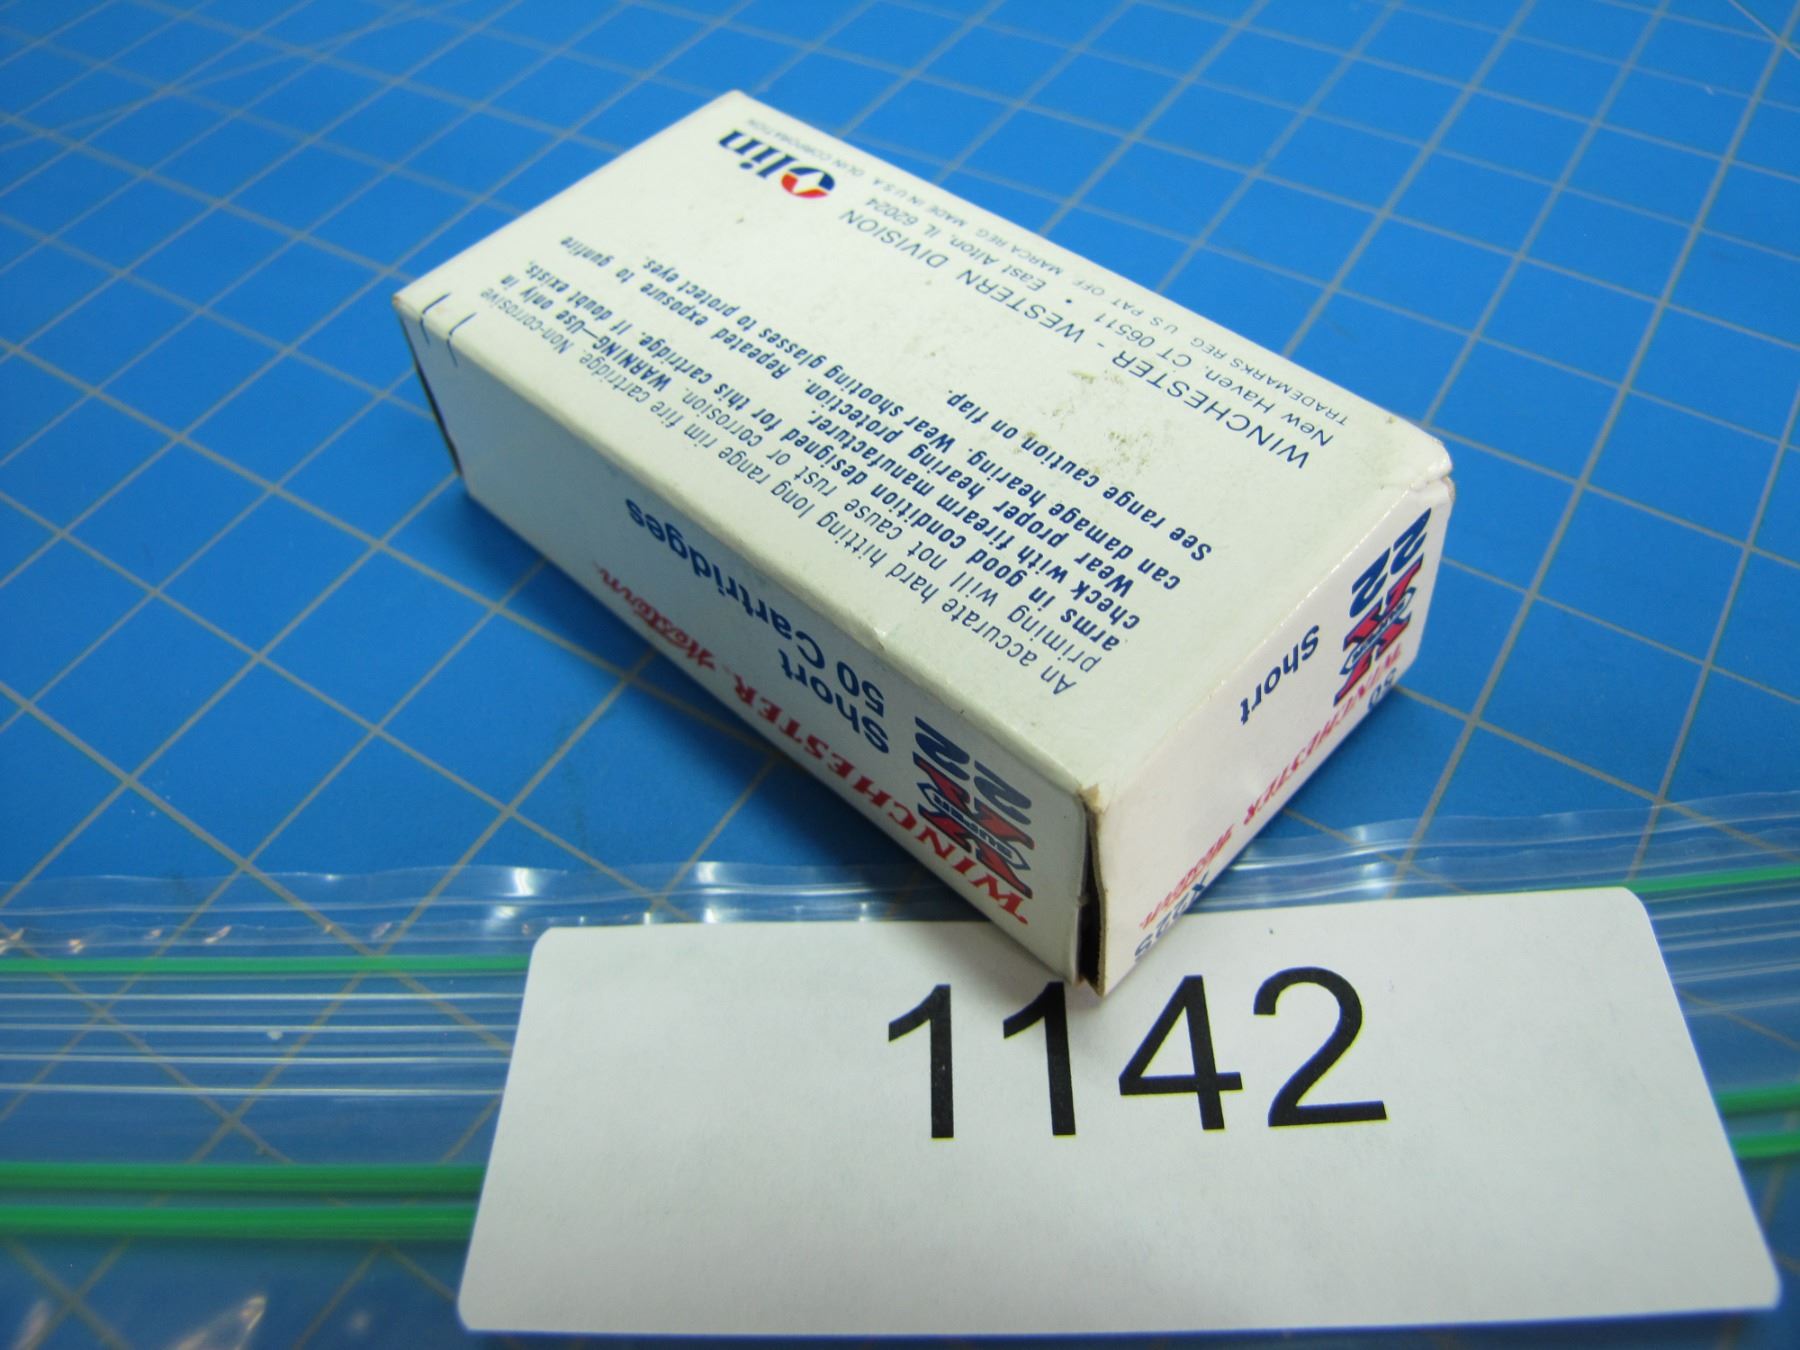 Olin
WINCHESTER - WESTERN DIVISION
New Haven, CT 06511 • East Alton, IL 62024
TRADEMARKS REG. U S PAT OFF. MARCA REG. MADE IN U.S.A. OLIN CORPORATION
An accurate hard hitting long range rim fire cartridge. Non-corrosive
priming will not cause rust or corrosion. WARNING—Use only in
arms in good condition designed for this cartridge. If doubt exists,
check with firearm manufacturer. Repeated exposure to gunfire
can damage hearing. Wear shooting glasses to protect eyes.
Wear proper hearing protection.
See range caution on flap.
WINCHESTER Western
SUPER X 22
Short
50 Cartridges
SUPER X 22
Short
50
WINCHESTER Western
X22S
1142